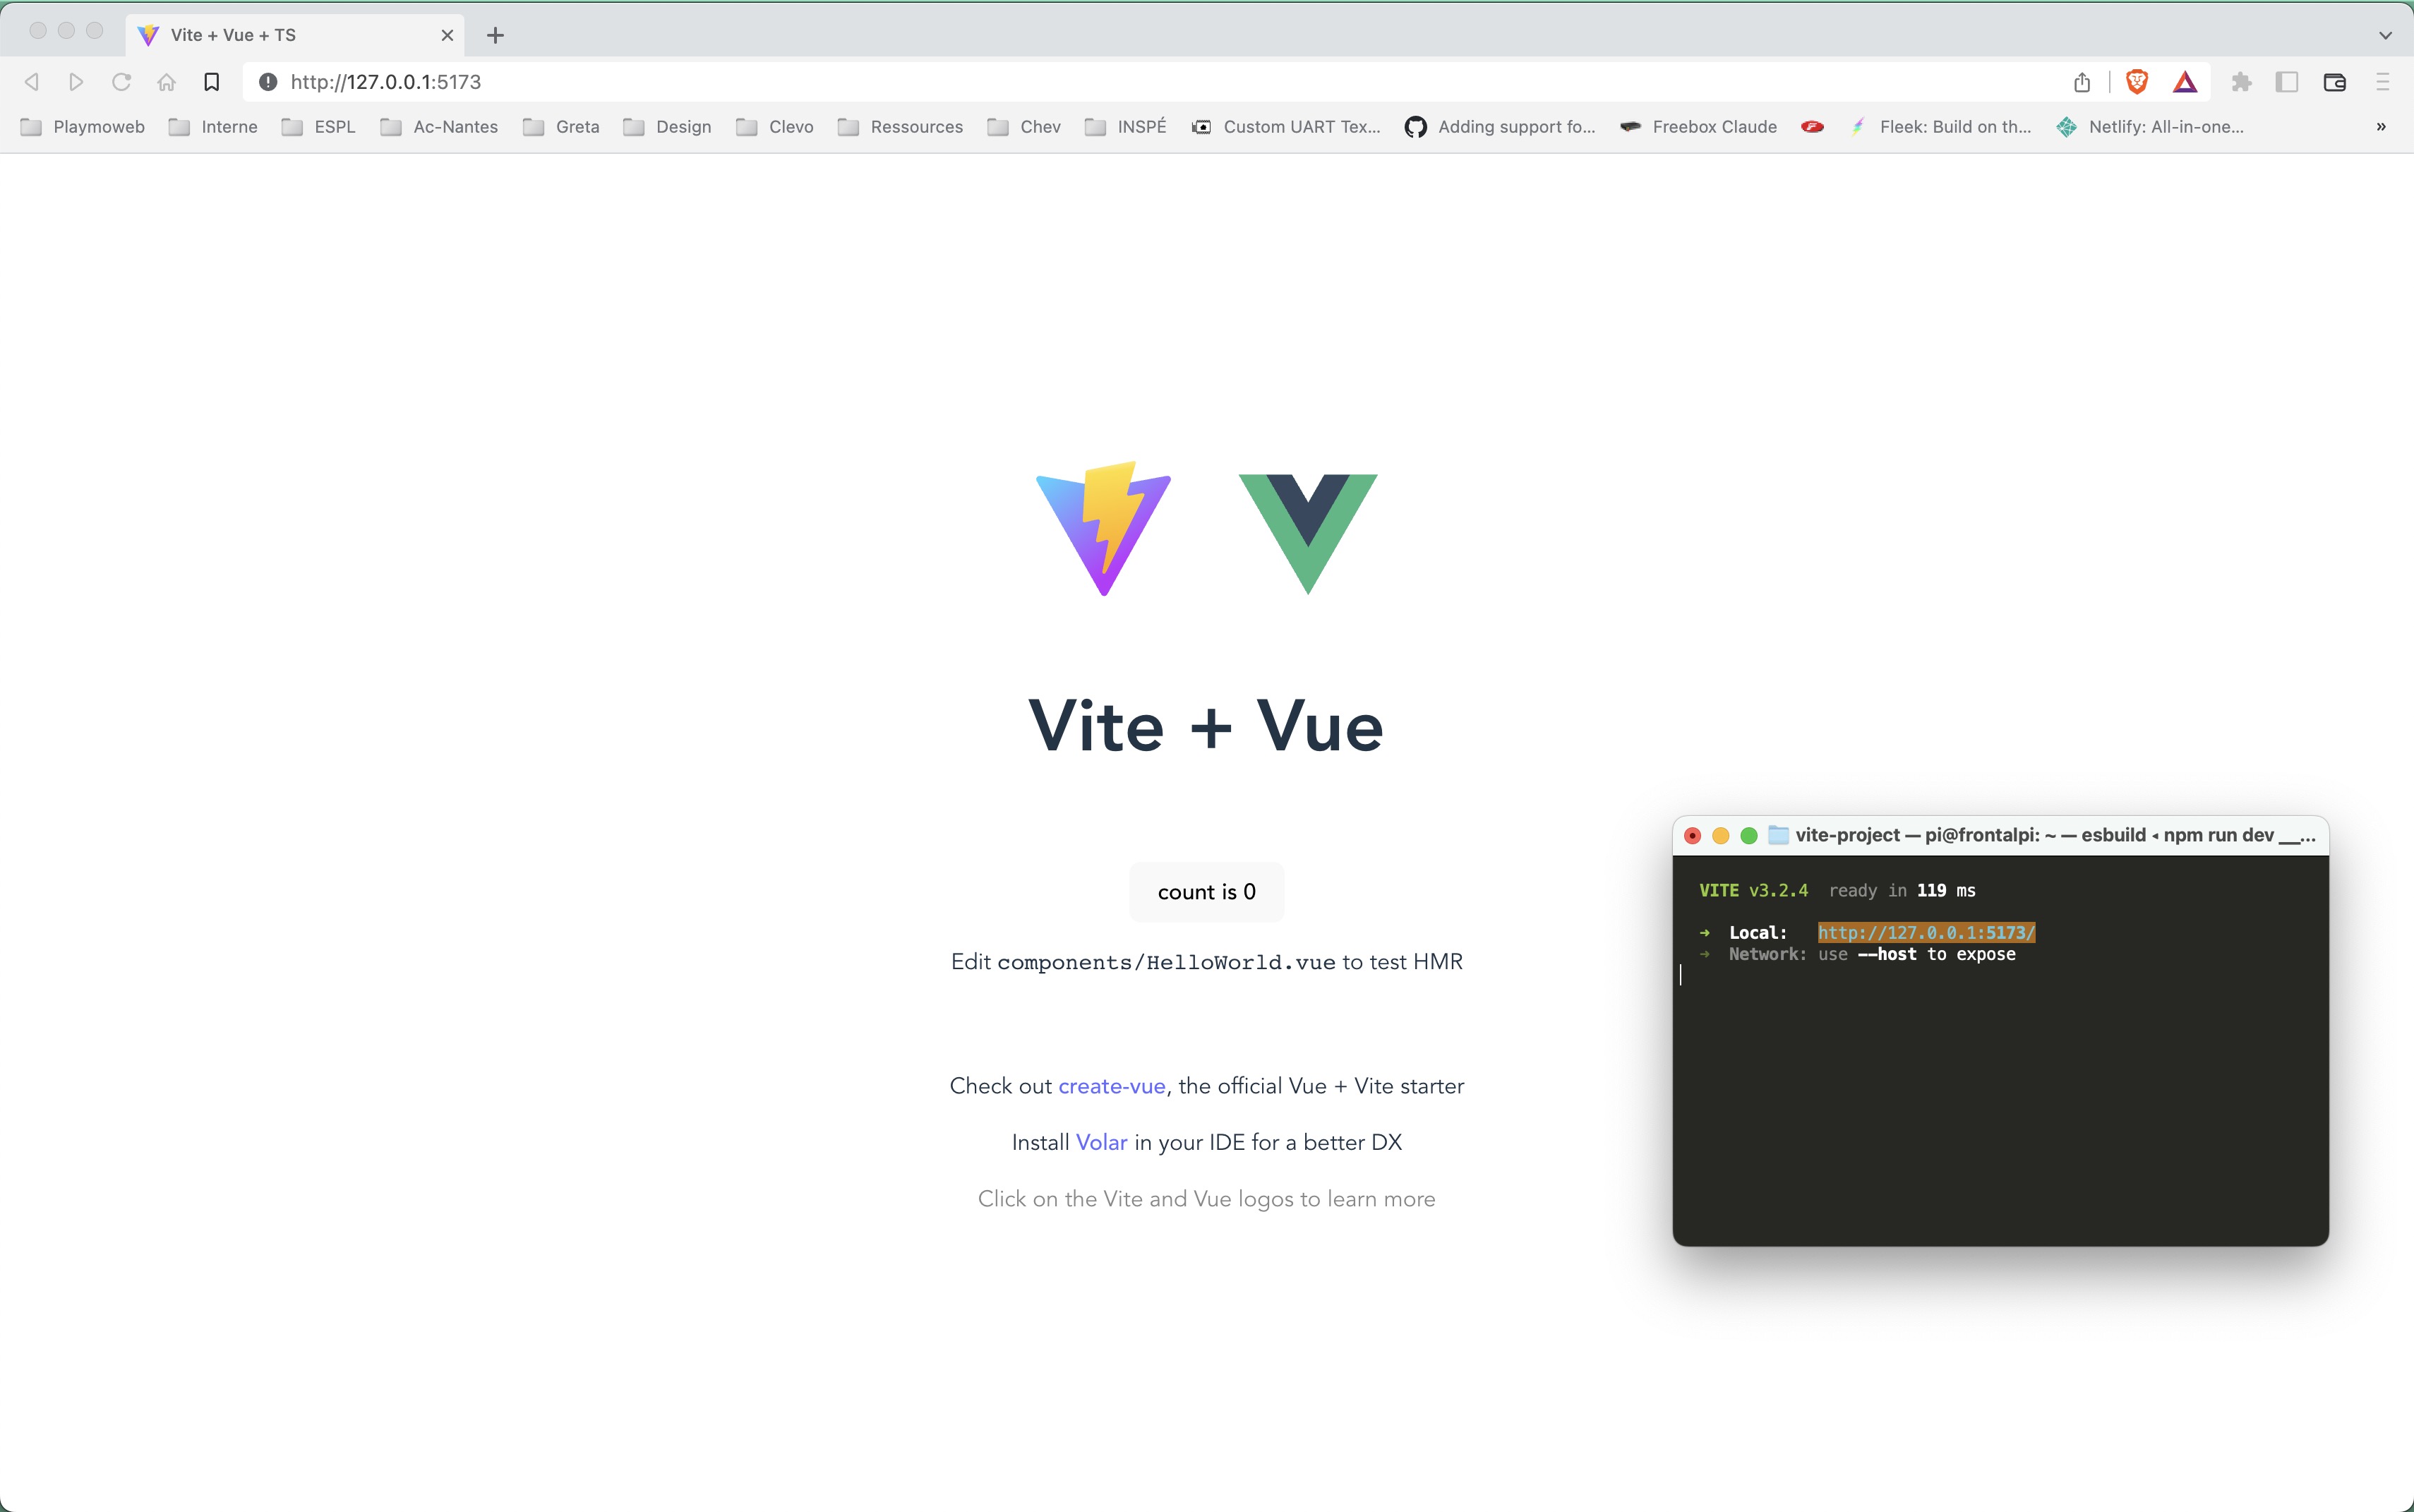 Vite + Vue + TS
http://127.0.0.1:5173
Playmoweb Interne ESPL Ac-Nantes Greta Design Clevo Ressources Chev INSPÉ Custom UART Tex... Adding support fo... Freebox Claude Fleek: Build on th... Netlify: All-in-one... »
Vite + Vue
count is 0
Edit components/HelloWorld.vue to test HMR
Check out create-vue, the official Vue + Vite starter
Install Volar in your IDE for a better DX
Click on the Vite and Vue logos to learn more
vite-project — pi@frontalpi: ~ — esbuild ◂ npm run dev __...
VITE v3.2.4 ready in 119 ms
➜ Local: http://127.0.0.1:5173/
➜ Network: use --host to expose